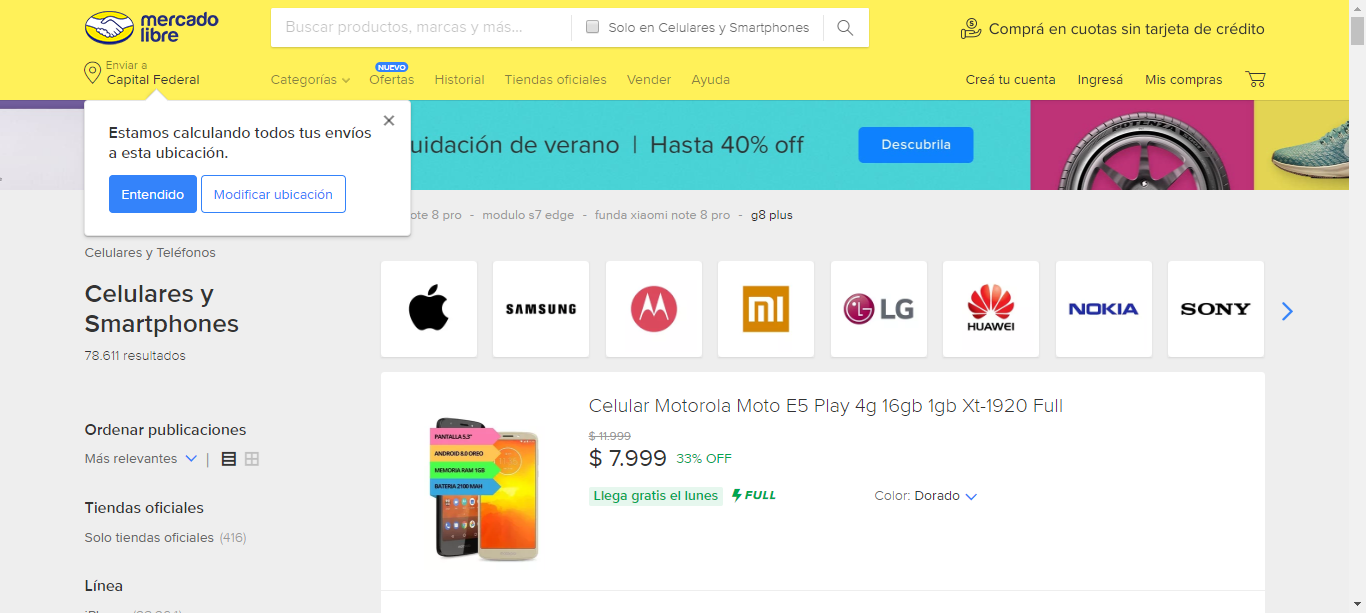 mercado
libre
Buscar productos, marcas y más...
Solo en Celulares y Smartphones
Comprá en cuotas sin tarjeta de crédito
Enviar a
Capital Federal
Categorías
NUEVO
Ofertas
Historial
Tiendas oficiales
Vender
Ayuda
Creá tu cuenta
Ingresá
Mis compras
Estamos calculando todos tus envíos
a esta ubicación.
Entendido
Modificar ubicación
uidación de verano | Hasta 40% off
Descubrila
POTENZA
ote 8 pro - modulo s7 edge - funda xiaomi note 8 pro - g8 plus
Celulares y Teléfonos
Celulares y
Smartphones
78.611 resultados
SAMSUNG
mi
LG
HUAWEI
NOKIA
SONY
Ordenar publicaciones
Más relevantes
Tiendas oficiales
Solo tiendas oficiales (416)
Línea
Celular Motorola Moto E5 Play 4g 16gb 1gb Xt-1920 Full
$ 11.999
$ 7.999 33% OFF
Llega gratis el lunes FULL
Color: Dorado
PANTALLA 5.3"
ANDROID 8.0 OREO
MEMORIA RAM 1GB
BATERIA 2100 MAH